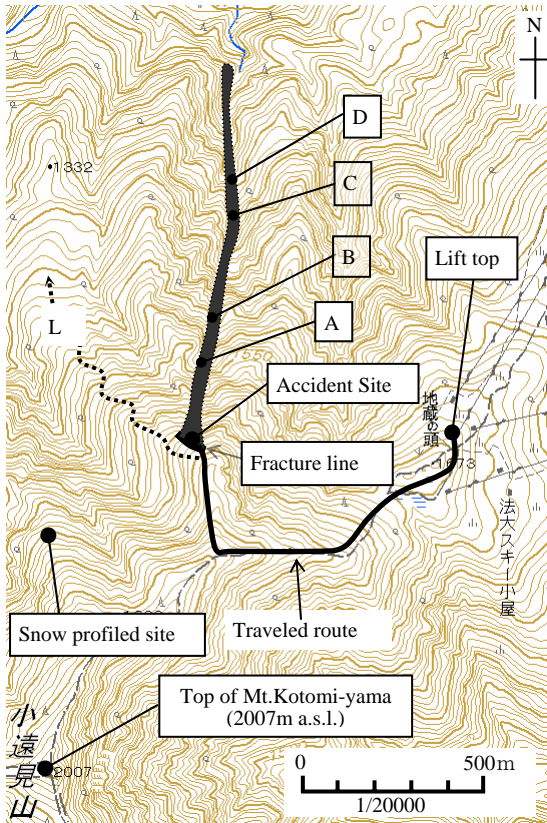 N
D
1332
C
B
Lift top
L
A
Accident Site
地蔵の頭
Fracture line
1673
法大スキー小屋
Snow profiled site
Traveled route
Top of Mt.Kotomi-yama
(2007m a.s.l.)
小遠見山
2007
0 500m
1/20000